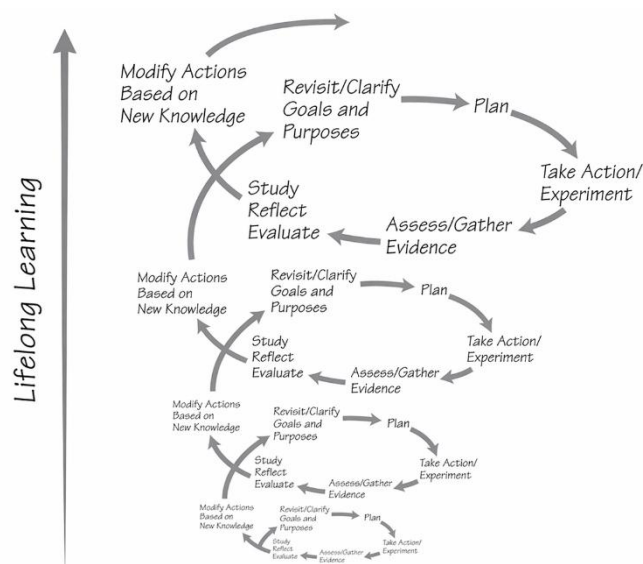 Lifelong Learning
Modify Actions
Based on
New Knowledge
Revisit/Clarify
Goals and
Purposes
Plan
Take Action/
Experiment
Assess/Gather
Evidence
Study
Reflect
Evaluate
Modify Actions
Based on
New Knowledge
Revisit/Clarify
Goals and
Purposes
Plan
Take Action/
Experiment
Assess/Gather
Evidence
Study
Reflect
Evaluate
Modify Actions
Based on
New Knowledge
Revisit/Clarify
Goals and
Purposes
Plan
Take Action/
Experiment
Assess/Gather
Evidence
Study
Reflect
Evaluate
Modify Actions
Based on
New Knowledge
Revisit/Clarify
Goals and
Purposes
Plan
Take Action/
Experiment
Assess/Gather
Evidence
Study
Reflect
Evaluate